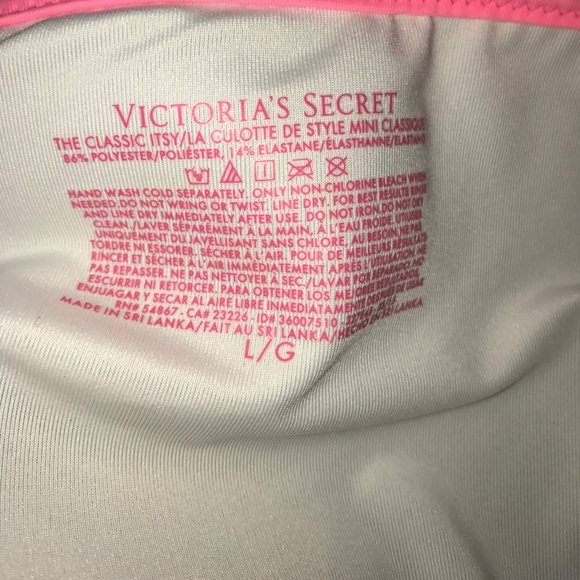 VICTORIA'S SECRET
THE CLASSIC ITSY/LA CULOTTE DE STYLE MINI CLASSIQUE
86% POLYESTER/POLIÉSTER, 14% ELASTANE/ÉLASTHANNE/ELASTANO
HAND WASH COLD SEPARATELY. ONLY NON-CHLORINE BLEACH WHEN
NEEDED. DO NOT WRING OR TWIST. LINE DRY. FOR BEST RESULTS RINSE
AND LINE DRY IMMEDIATELY AFTER USE. DO NOT IRON. DO NOT DRY
CLEAN./LAVER SÉPARÉMENT À LA MAIN, À L'EAU FROIDE. UTILISER
UNIQUEMENT DU JAVELLISANT SANS CHLORE, AU BESOIN. NE PAS
TORDRE NI ESSORER. SÉCHER À L'AIR. POUR DE MEILLEURS RÉSULTATS
RINCER ET SÉCHER À L'AIR IMMÉDIATEMENT APRÈS
PAS REPASSER. NE PAS NETTOYER À SEC/LAVAR POR
ESCURRIR NI RETORCER. PARA OBTENER LOS MEJORES
ENJUAGAR Y SECAR AL AIRE LIBRE INMEDIATAMENTE
RN# 54867 - CA# 23226 - ID# 36007510
MADE IN SRI LANKA/FAIT AU SRI LANKA/HECHO EN SRI LANKA
L/G